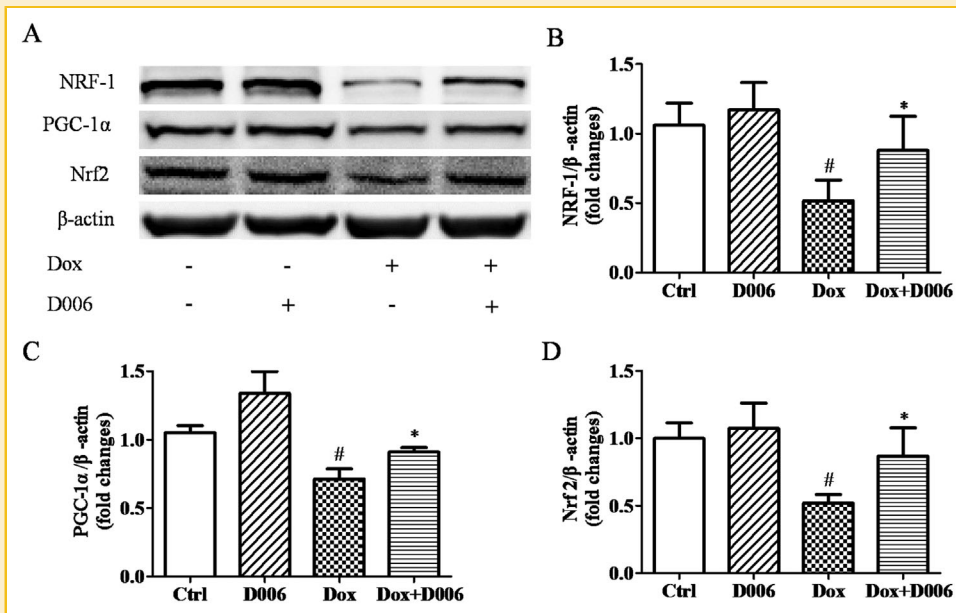 A
NRF-1
PGC-1α
Nrf2
β-actin
Dox - - + +
D006 - + - +
B
NRF-1/β -actin
(fold changes)
1.5
1.0
0.5
0.0
#
*
Ctrl D006 Dox Dox+D006
C
PGC-1α/β -actin
(fold changes)
1.5
1.0
0.5
0.0
#
*
Ctrl D006 Dox Dox+D006
D
Nrf 2/β -actin
(fold changes)
1.5
1.0
0.5
0.0
#
*
Ctrl D006 Dox Dox+D006